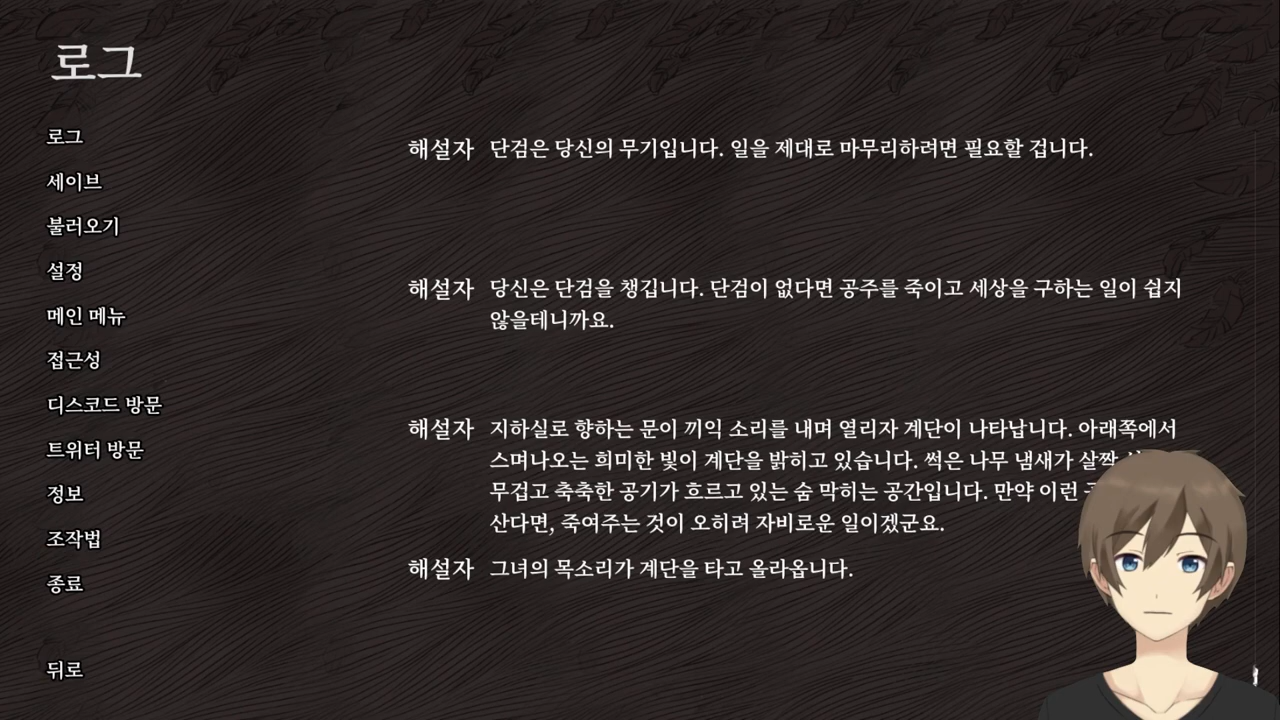 로그
로그
세이브
불러오기
설정
메인 메뉴
접근성
디스코드 방문
트위터 방문
정보
조작법
종료
뒤로
해설자 단검은 당신의 무기입니다. 일을 제대로 마무리하려면 필요할 겁니다.
해설자 당신은 단검을 챙깁니다. 단검이 없다면 공주를 죽이고 세상을 구하는 일이 쉽지
않을테니까요.
해설자 지하실로 향하는 문이 끼익 소리를 내며 열리자 계단이 나타납니다. 아래쪽에서
스며나오는 희미한 빛이 계단을 밝히고 있습니다. 썩은 나무 냄새가 살짝
무겁고 축축한 공기가 흐르고 있는 숨 막히는 공간입니다. 만약 이런
산다면, 죽여주는 것이 오히려 자비로운 일이겠군요.
해설자 그녀의 목소리가 계단을 타고 올라옵니다.